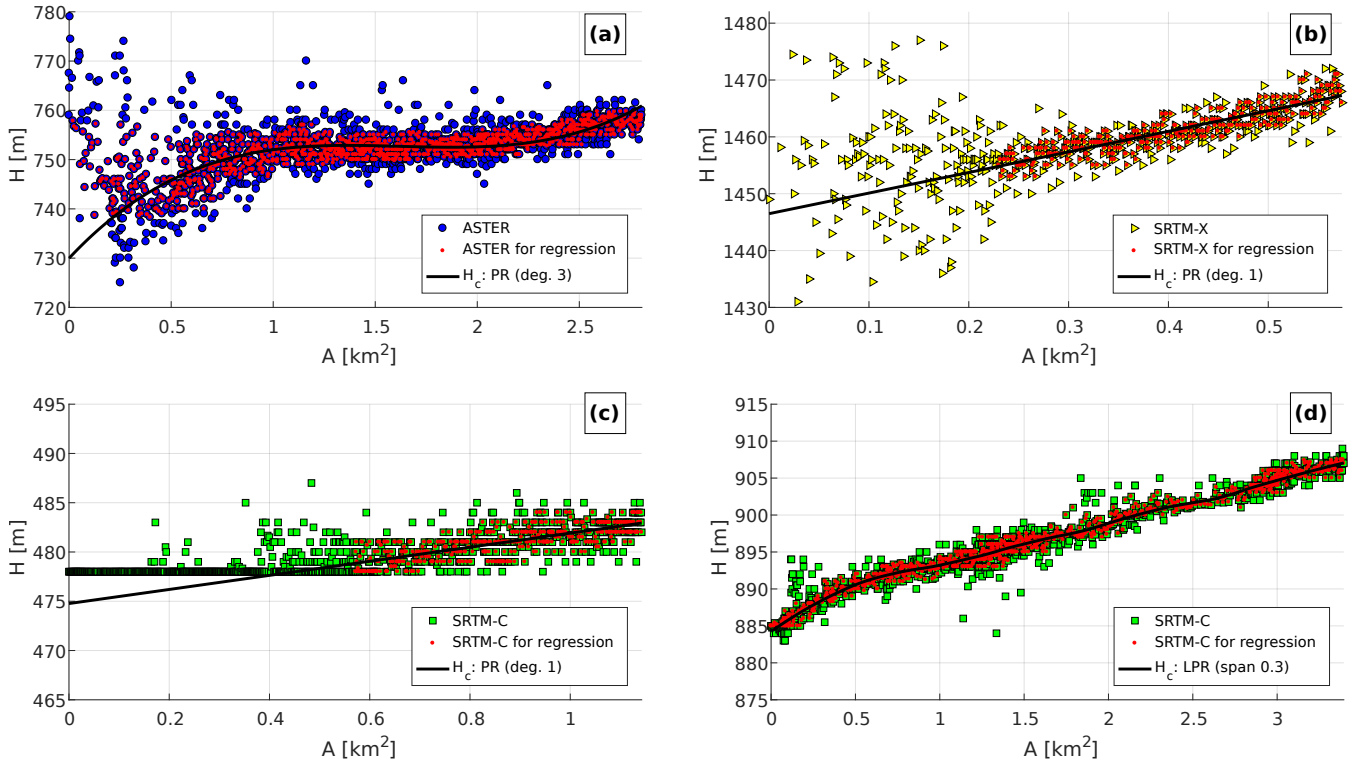 (a)
780
770
760
750
740
730
720
H [m]
0 0.5 1 1.5 2 2.5
A [km²]
ASTER
ASTER for regression
H_c: PR (deg. 3)
(b)
1480
1470
1460
1450
1440
1430
H [m]
0 0.1 0.2 0.3 0.4 0.5
A [km²]
SRTM-X
SRTM-X for regression
H_c: PR (deg. 1)
(c)
495
490
485
480
475
470
465
H [m]
0 0.2 0.4 0.6 0.8 1
A [km²]
SRTM-C
SRTM-C for regression
H_c: PR (deg. 1)
(d)
915
910
905
900
895
890
885
880
875
H [m]
0 0.5 1 1.5 2 2.5 3
A [km²]
SRTM-C
SRTM-C for regression
H_c: LPR (span 0.3)